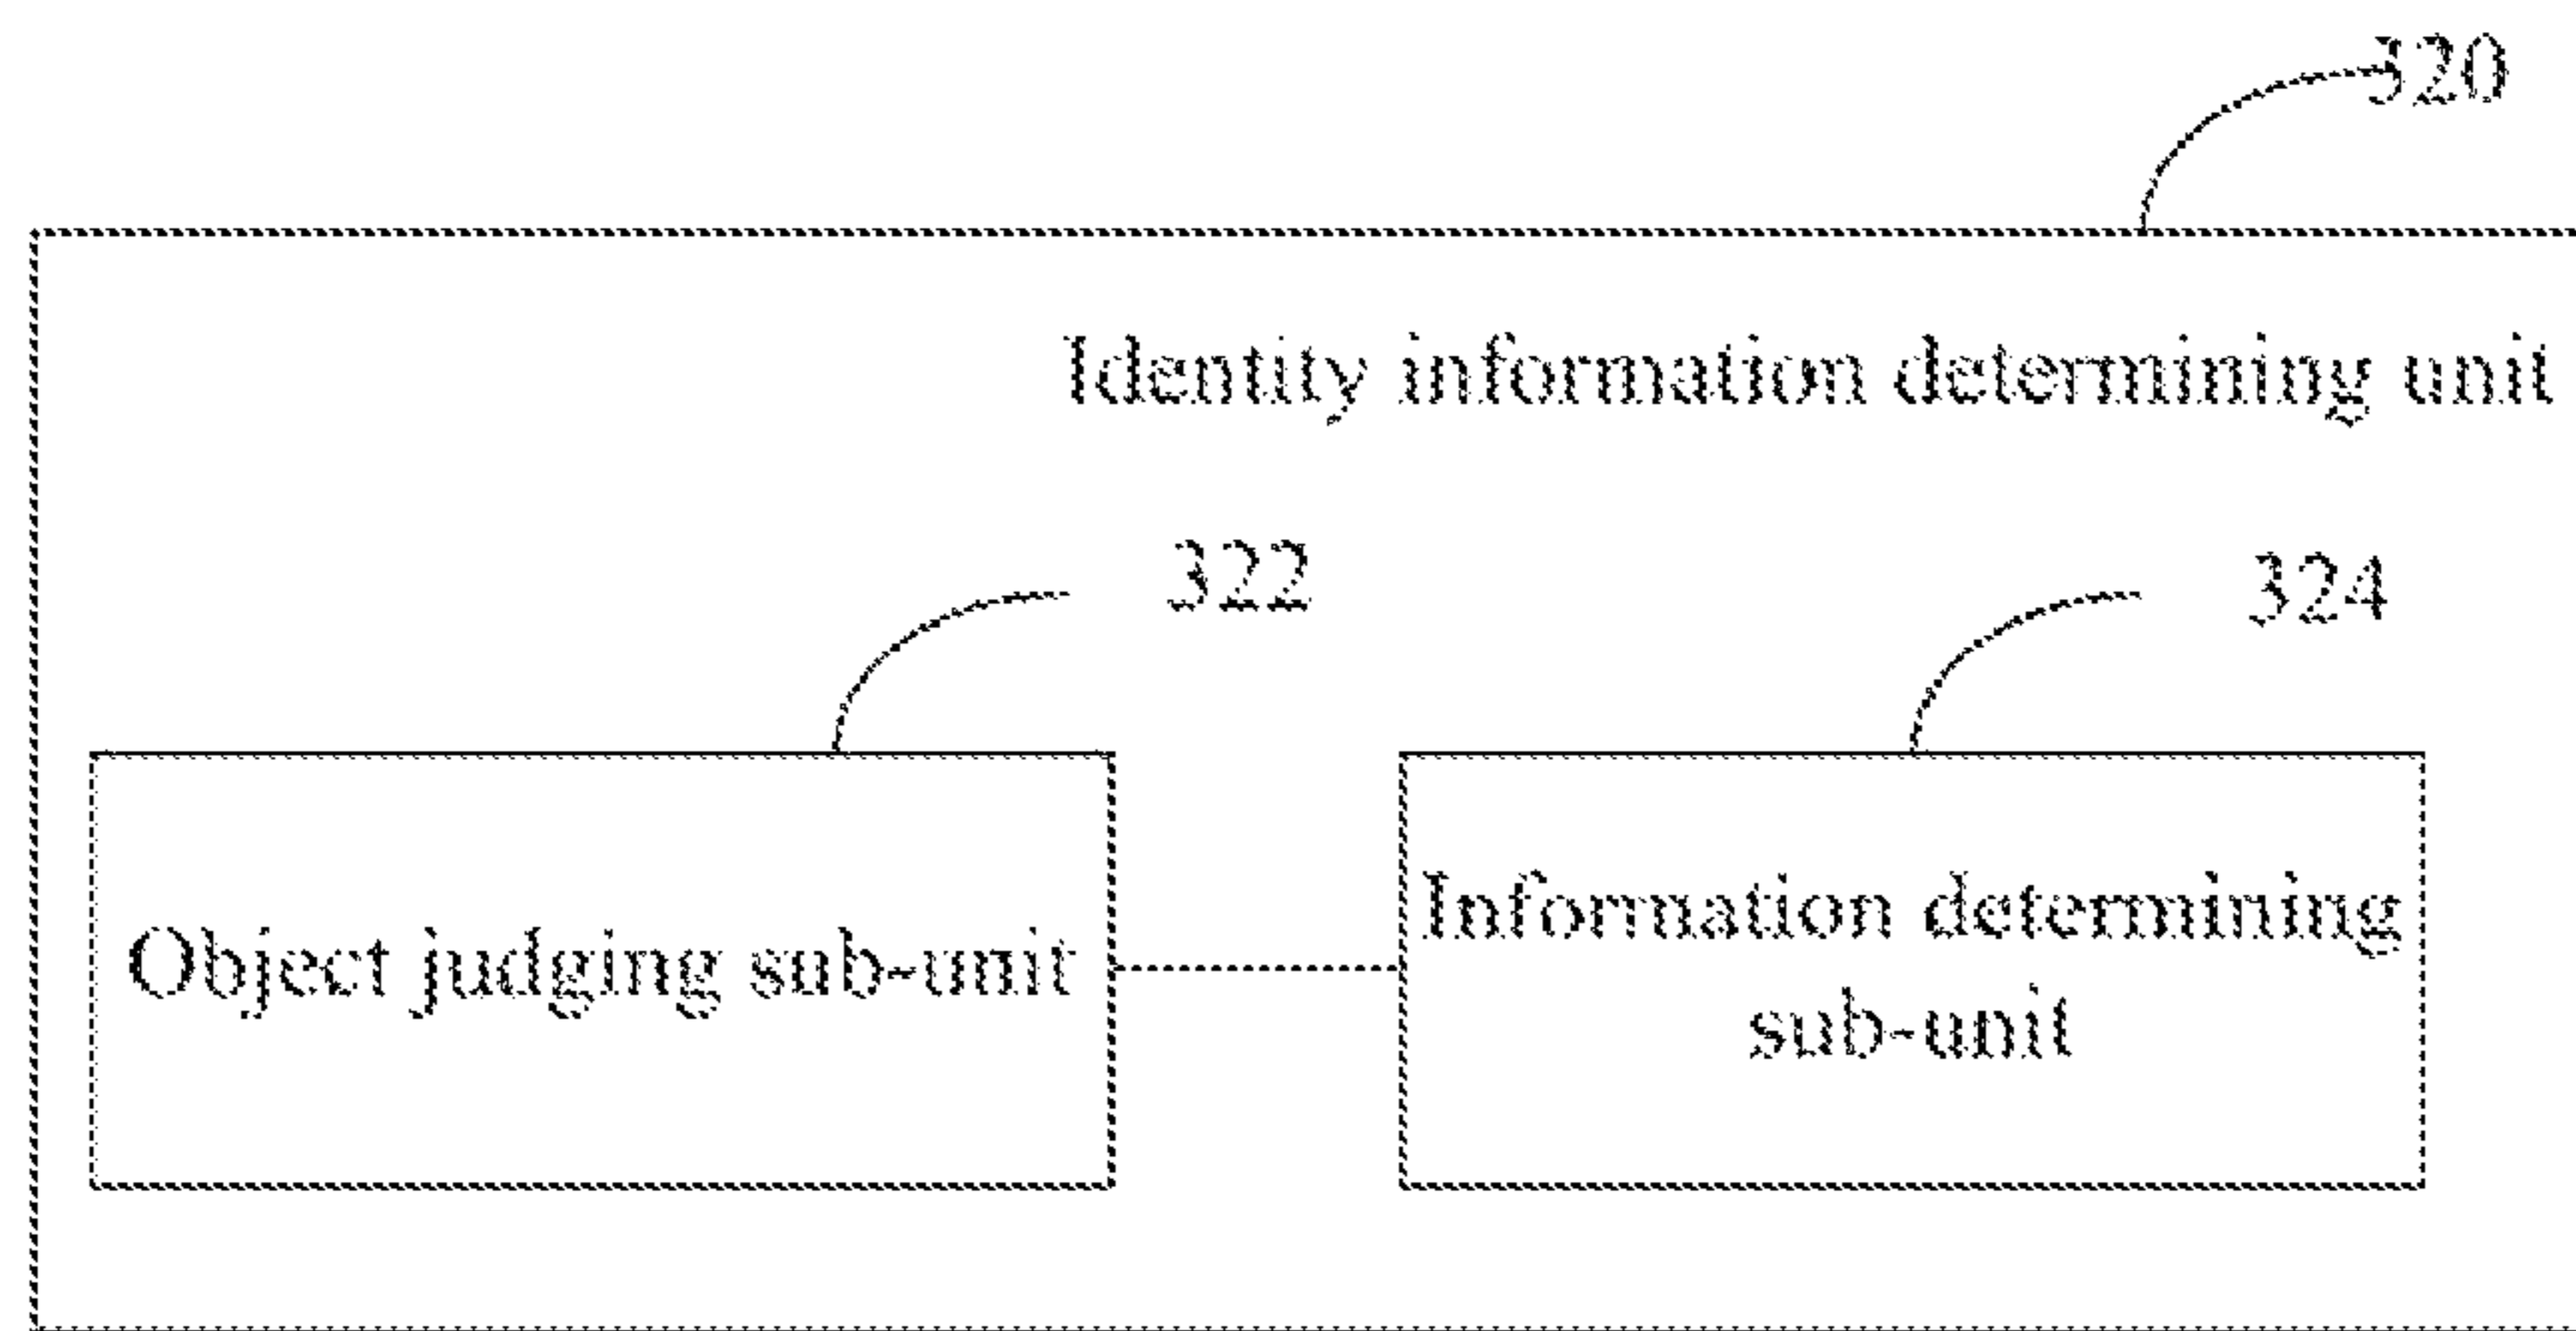 320
Identity information determining unit
322
324
Object judging sub-unit
Information determining
sub-unit